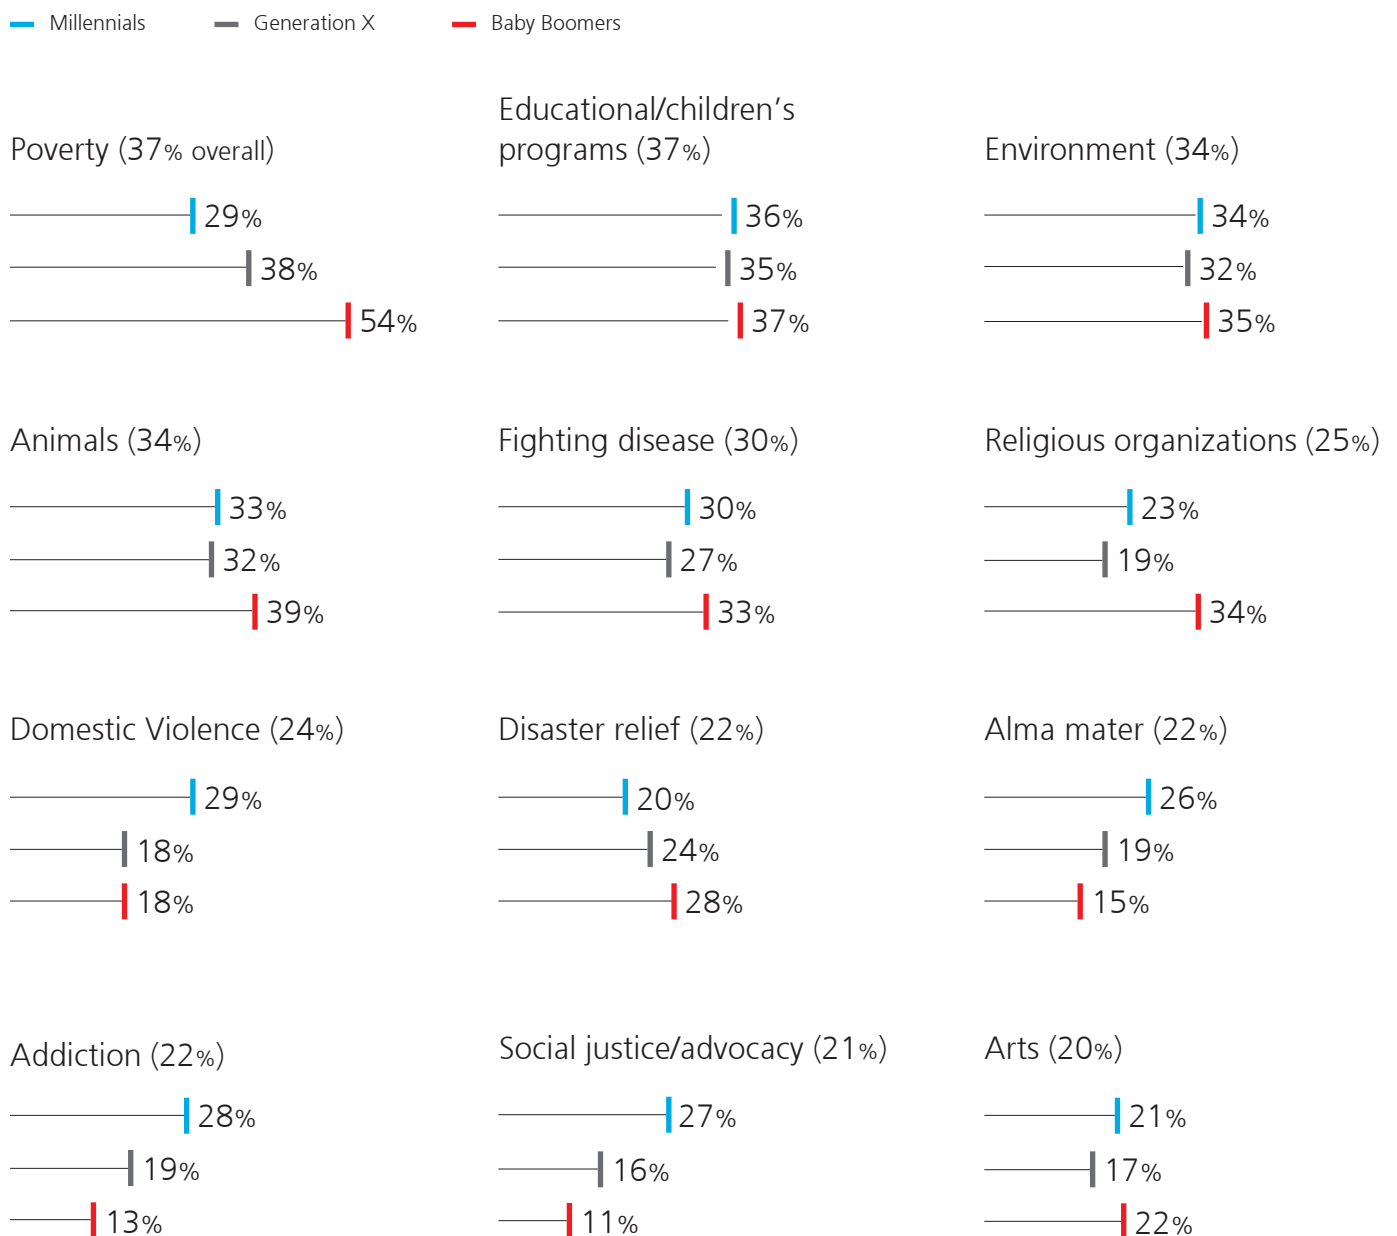 Millennials
Generation X
Baby Boomers
Poverty (37% overall)
29%
38%
54%
Educational/children’s
programs (37%)
36%
35%
37%
Environment (34%)
34%
32%
35%
Animals (34%)
33%
32%
39%
Fighting disease (30%)
30%
27%
33%
Religious organizations (25%)
23%
19%
34%
Domestic Violence (24%)
29%
18%
18%
Disaster relief (22%)
20%
24%
28%
Alma mater (22%)
26%
19%
15%
Addiction (22%)
28%
19%
13%
Social justice/advocacy (21%)
27%
16%
11%
Arts (20%)
21%
17%
22%